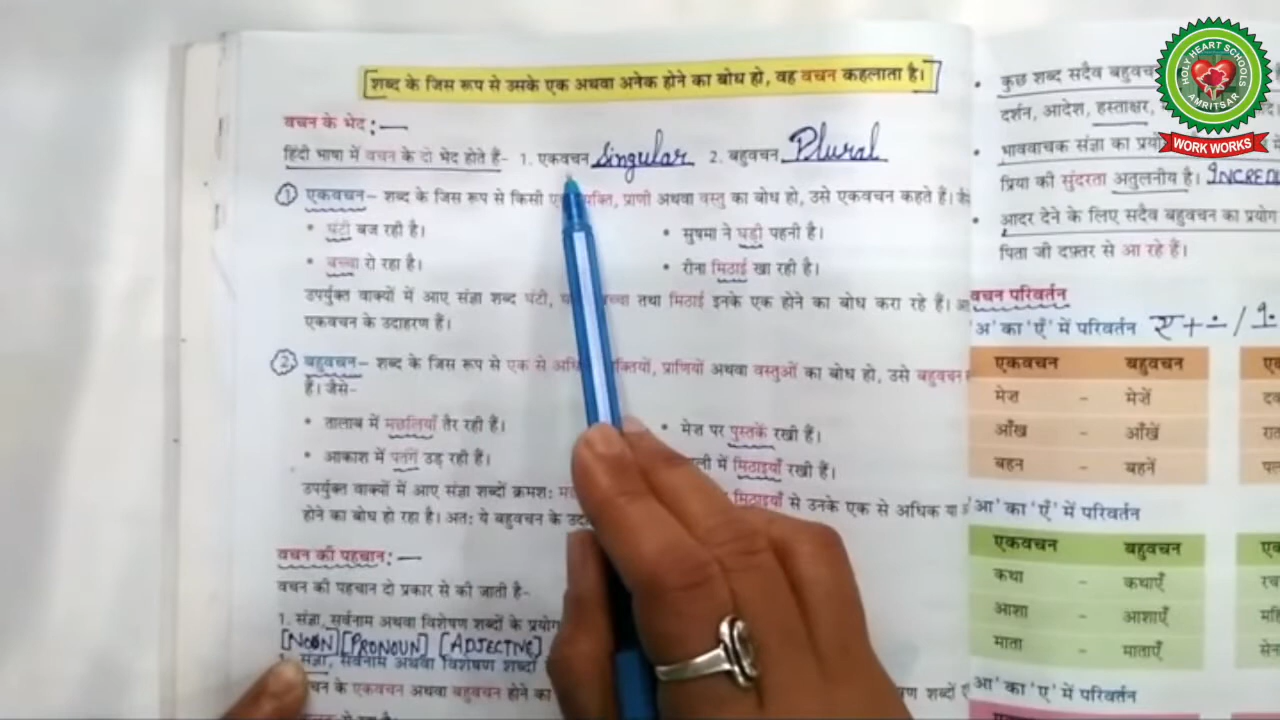 शब्द के जिस रूप से उसके एक अथवा अनेक होने का बोध हो, वह वचन कहलाता है।
वचन के भेद :—
हिंदी भाषा में वचन के दो भेद होते हैं- 1. एकवचन Singular 2. बहुवचन Plural
① एकवचन– शब्द के जिस रूप से किसी व्यक्ति, प्राणी अथवा वस्तु का बोध हो, उसे एकवचन कहते हैं।
• घंटी बज रही है।
• सुषमा ने घड़ी पहनी है।
• बच्चा रो रहा है।
• रीना मिठाई खा रही है।
उपर्युक्त वाक्यों में आए संज्ञा शब्द घंटी, तथा मिठाई इनके एक होने का बोध करा रहे हैं।
एकवचन के उदाहरण हैं।
② बहुवचन– शब्द के जिस रूप से एक से प्राणियों अथवा वस्तुओं का बोध हो, उसे बहुवचन
हैं। जैसे-
• तालाब में मछलियाँ तैर रही हैं।
• मेज़ पर पुस्तकें रखी हैं।
• आकाश में पतंगें उड़ रही हैं।
में मिठाइयाँ रखी हैं।
उपर्युक्त वाक्यों में आए संज्ञा शब्दों क्रमशः मिठाइयाँ से उनके एक से अधिक या
होने का बोध हो रहा है। अतः ये बहुवचन के
वचन की पहचान :—
वचन की पहचान दो प्रकार से की जाती है-
1. संज्ञा, सर्वनाम अथवा विशेषण शब्दों के प्रयोग
[NOUN] [PRONOUN] [ADJECTIVE]
संज्ञा, सर्वनाम अथवा विशेषण शब्दों
के एकवचन अथवा बहुवचन होने का
शब्दों
• कुछ शब्द सदैव
दर्शन, आदेश, हस्ताक्षर,
• भाववाचक संज्ञा का
प्रिया की सुंदरता अतुलनीय है।
• आदर देने के लिए सदैव बहुवचन का प्रयोग
पिता जी दफ़्तर से आ रहे हैं।
वचन परिवर्तन
'अ' का 'एँ' में परिवर्तन
एकवचन बहुवचन
मेज़ - मेज़ें
आँख - आँखें
बहन - बहनें
'आ' का 'एँ' में परिवर्तन
एकवचन बहुवचन
कथा - कथाएँ
आशा - आशाएँ
माता - माताएँ
'आ' का 'ए' में परिवर्तन
HOLY HEART SCHOOLS
AMRITSAR
WORK WORKS